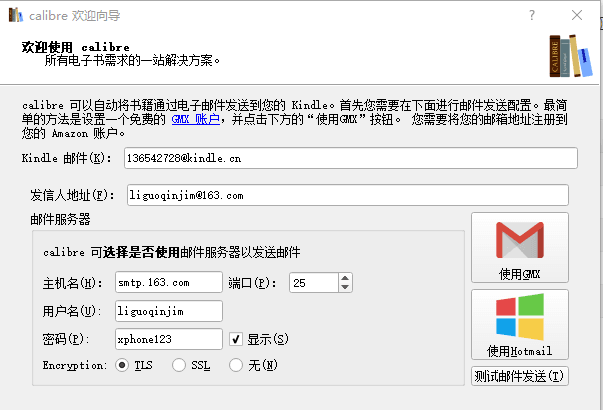 calibre 欢迎向导
欢迎使用 calibre
所有电子书需求的一站解决方案。
CALIBRE
calibre 可以自动将书籍通过电子邮件发送到您的 Kindle。首先您需要在下面进行邮件发送配置。最简
单的方法是设置一个免费的 GMX 账户，并点击下方的“使用GMX”按钮。 您需要将您的邮箱地址注册到
您的 Amazon 账户。
Kindle 邮件(K): 136542728@kindle.cn
发信人地址(F): liguoqinjim@163.com
邮件服务器
calibre 可选择是否使用邮件服务器以发送邮件
主机名(H): smtp.163.com 端口(P): 25
用户名(U): liguoqinjim
密码(P): xphone123 显示(S)
Encryption: TLS SSL 无(N)
使用GMX
使用Hotmail
测试邮件发送(T)